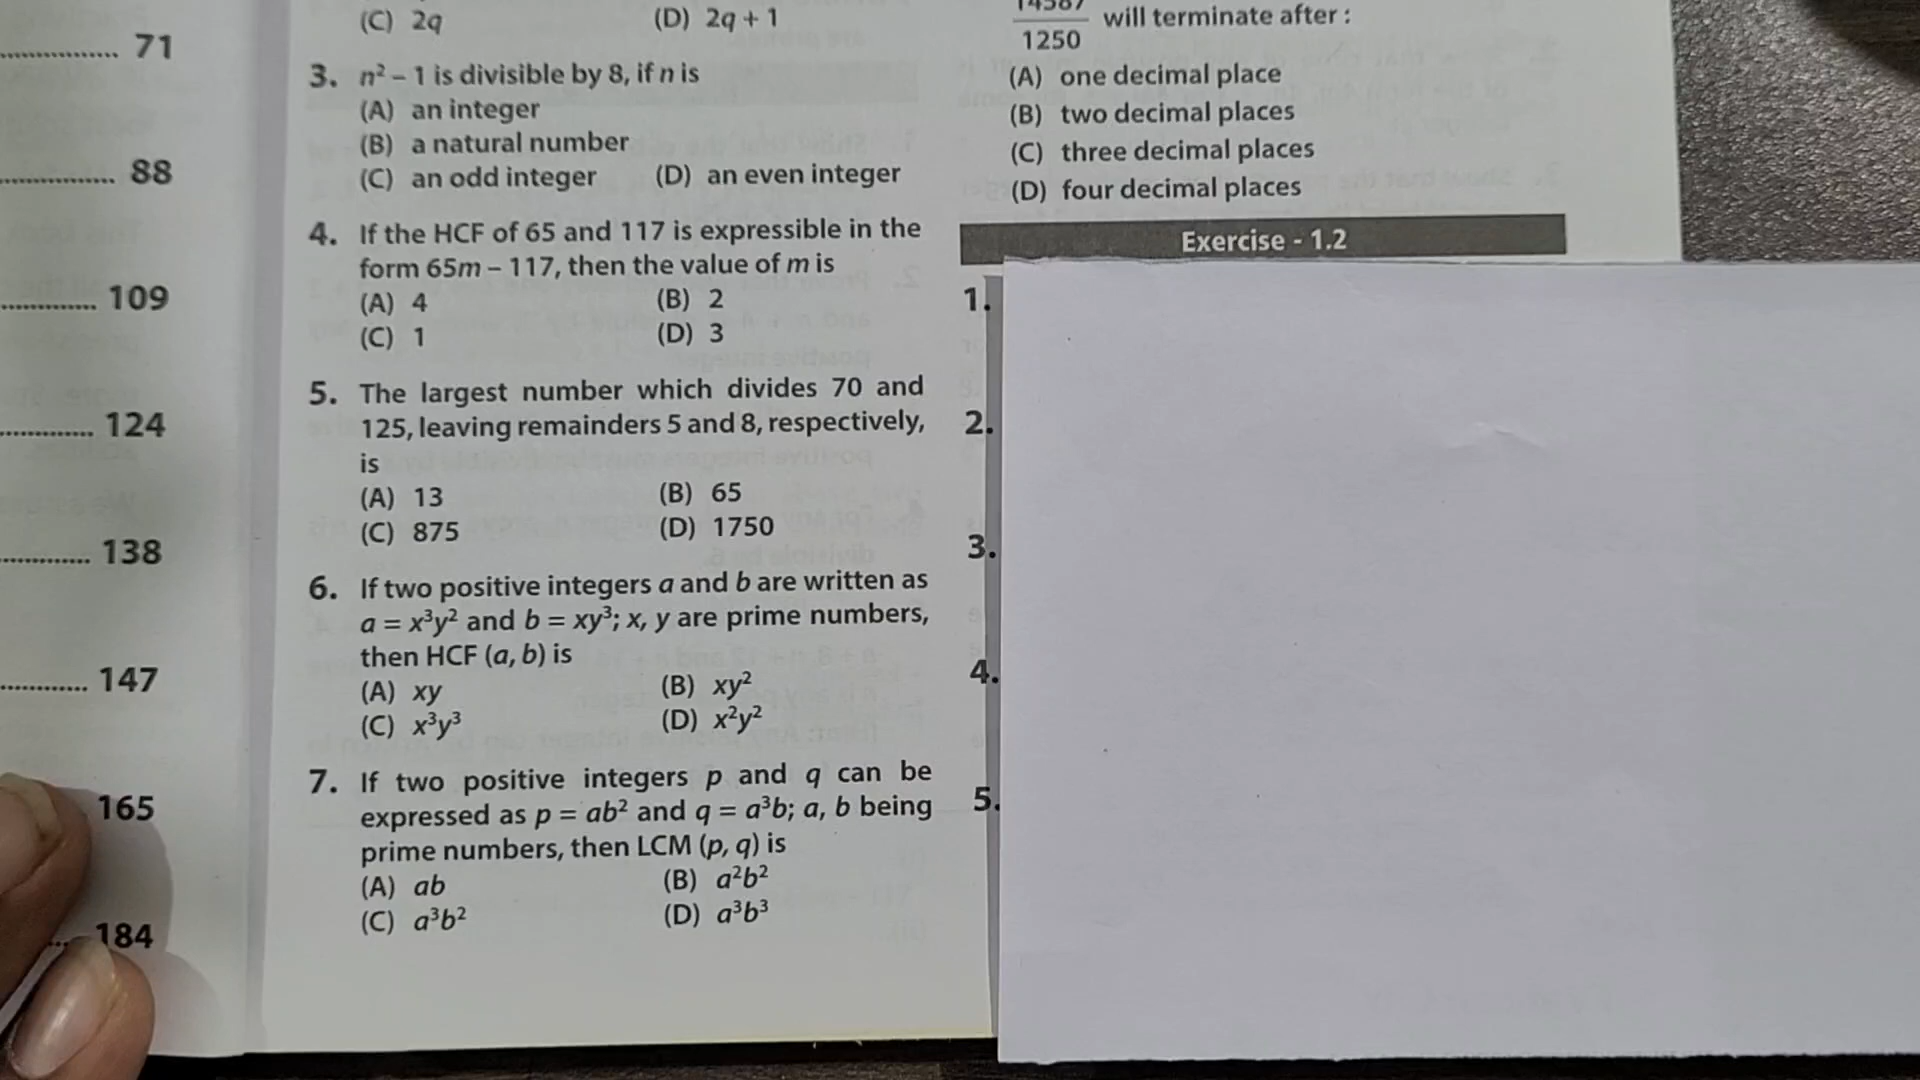 ............. 71
............. 88
............. 109
............. 124
............. 138
............. 147
165
184
(C) 2q (D) 2q + 1
3. n² – 1 is divisible by 8, if n is
(A) an integer
(B) a natural number
(C) an odd integer (D) an even integer
4. If the HCF of 65 and 117 is expressible in the
form 65m – 117, then the value of m is
(A) 4 (B) 2
(C) 1 (D) 3
5. The largest number which divides 70 and
125, leaving remainders 5 and 8, respectively,
is
(A) 13 (B) 65
(C) 875 (D) 1750
6. If two positive integers a and b are written as
a = x³y² and b = xy³; x, y are prime numbers,
then HCF (a, b) is
(A) xy (B) xy²
(C) x³y³ (D) x²y²
7. If two positive integers p and q can be
expressed as p = ab² and q = a³b; a, b being
prime numbers, then LCM (p, q) is
(A) ab (B) a²b²
(C) a³b² (D) a³b³
14587
1250 will terminate after :
(A) one decimal place
(B) two decimal places
(C) three decimal places
(D) four decimal places
Exercise - 1.2
1.
2.
3.
4.
5.